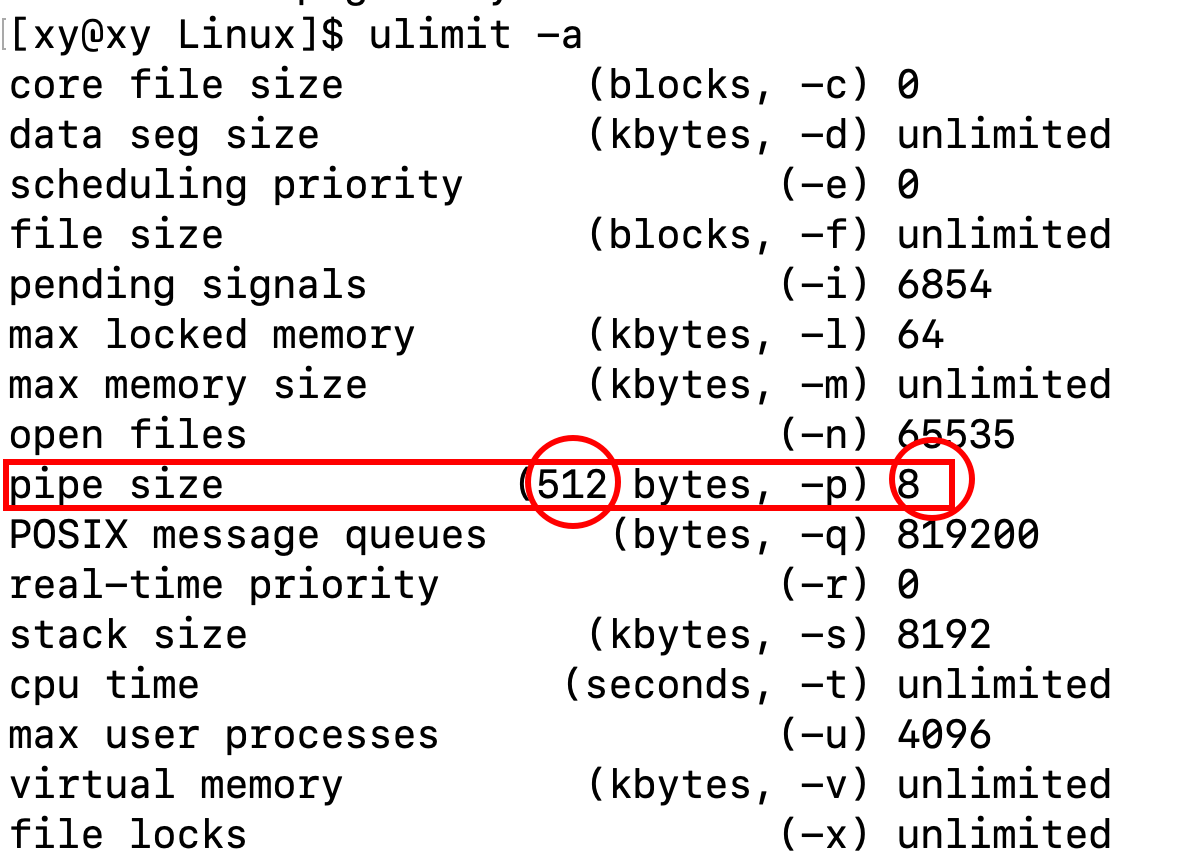 [xy@xy Linux]$ ulimit -a
core file size (blocks, -c) 0
data seg size (kbytes, -d) unlimited
scheduling priority (-e) 0
file size (blocks, -f) unlimited
pending signals (-i) 6854
max locked memory (kbytes, -l) 64
max memory size (kbytes, -m) unlimited
open files (-n) 65535
pipe size (512 bytes, -p) 8
POSIX message queues (bytes, -q) 819200
real-time priority (-r) 0
stack size (kbytes, -s) 8192
cpu time (seconds, -t) unlimited
max user processes (-u) 4096
virtual memory (kbytes, -v) unlimited
file locks (-x) unlimited